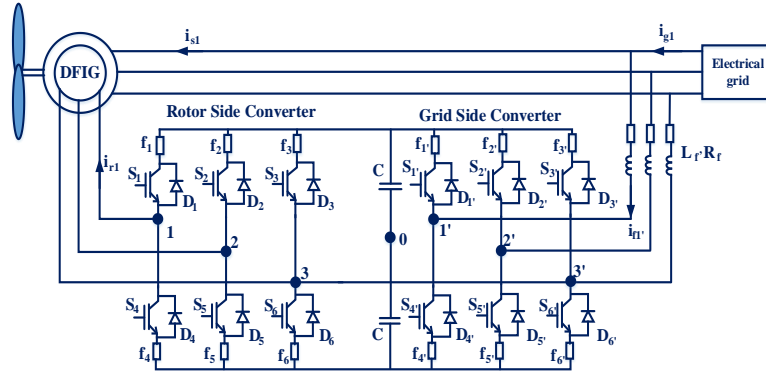 i_s1
i_g1
DFIG
Electrical
grid
Rotor Side Converter
Grid Side Converter
f_1 f_2 f_3 f_1' f_2' f_3'
L_f' R_f
i_r1
S_1 S_2 S_3 C S_1' S_2' S_3'
D_1 D_2 D_3 D_1' D_2' D_3'
i_f1'
1 2 3 0 1' 2' 3'
S_4 S_5 S_6 C S_4' S_5' S_6'
D_4 D_5 D_6 D_4' D_5' D_6'
f_4 f_5 f_6 f_4' f_5' f_6'